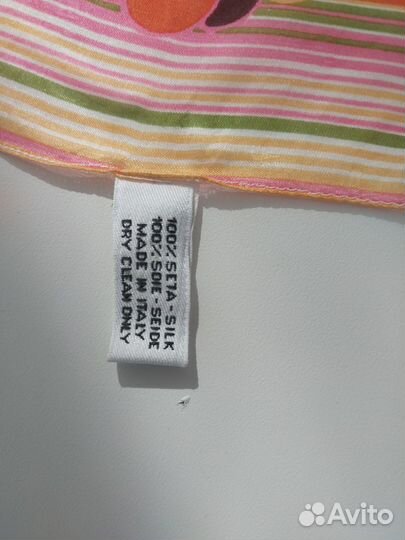 100% SETA - SILK
100% SOIE - SEIDE
MADE IN ITALY
DRY CLEAN ONLY
Avito